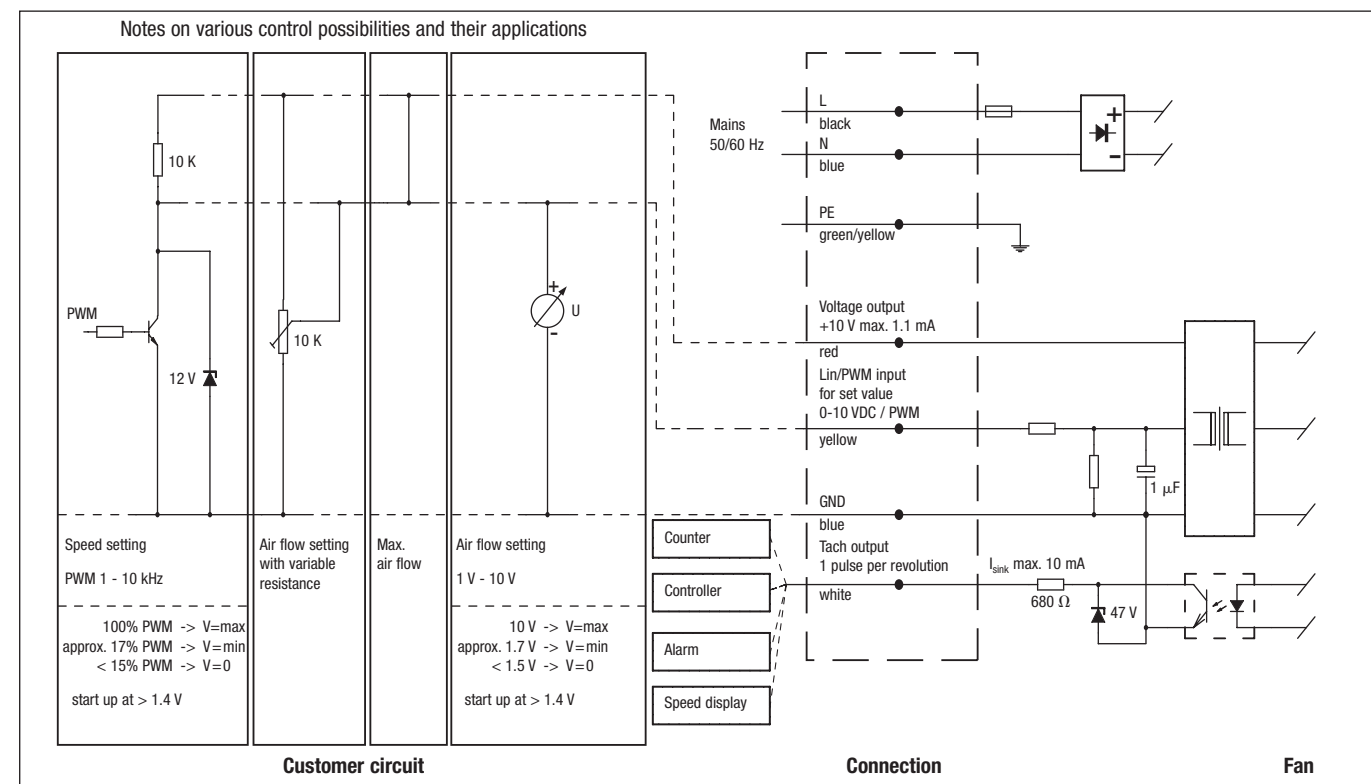 Notes on various control possibilities and their applications
10 K
PWM
12 V
Speed setting
PWM 1 - 10 kHz
100% PWM -> V=max
approx. 17% PWM -> V=min
< 15% PWM -> V=0
start up at > 1.4 V
10 K
Air flow setting
with variable
resistance
Max.
air flow
+
U
-
Air flow setting
1 V - 10 V
10 V -> V=max
approx. 1.7 V -> V=min
< 1.5 V -> V=0
start up at > 1.4 V
Customer circuit
Counter
Controller
Alarm
Speed display
Mains
50/60 Hz
L
black
N
blue
PE
green/yellow
Voltage output
+10 V max. 1.1 mA
red
Lin/PWM input
for set value
0-10 VDC / PWM
yellow
GND
blue
Tach output
1 pulse per revolution
white
Connection
+
-
1 μF
Isink max. 10 mA
680 Ω
47 V
Fan